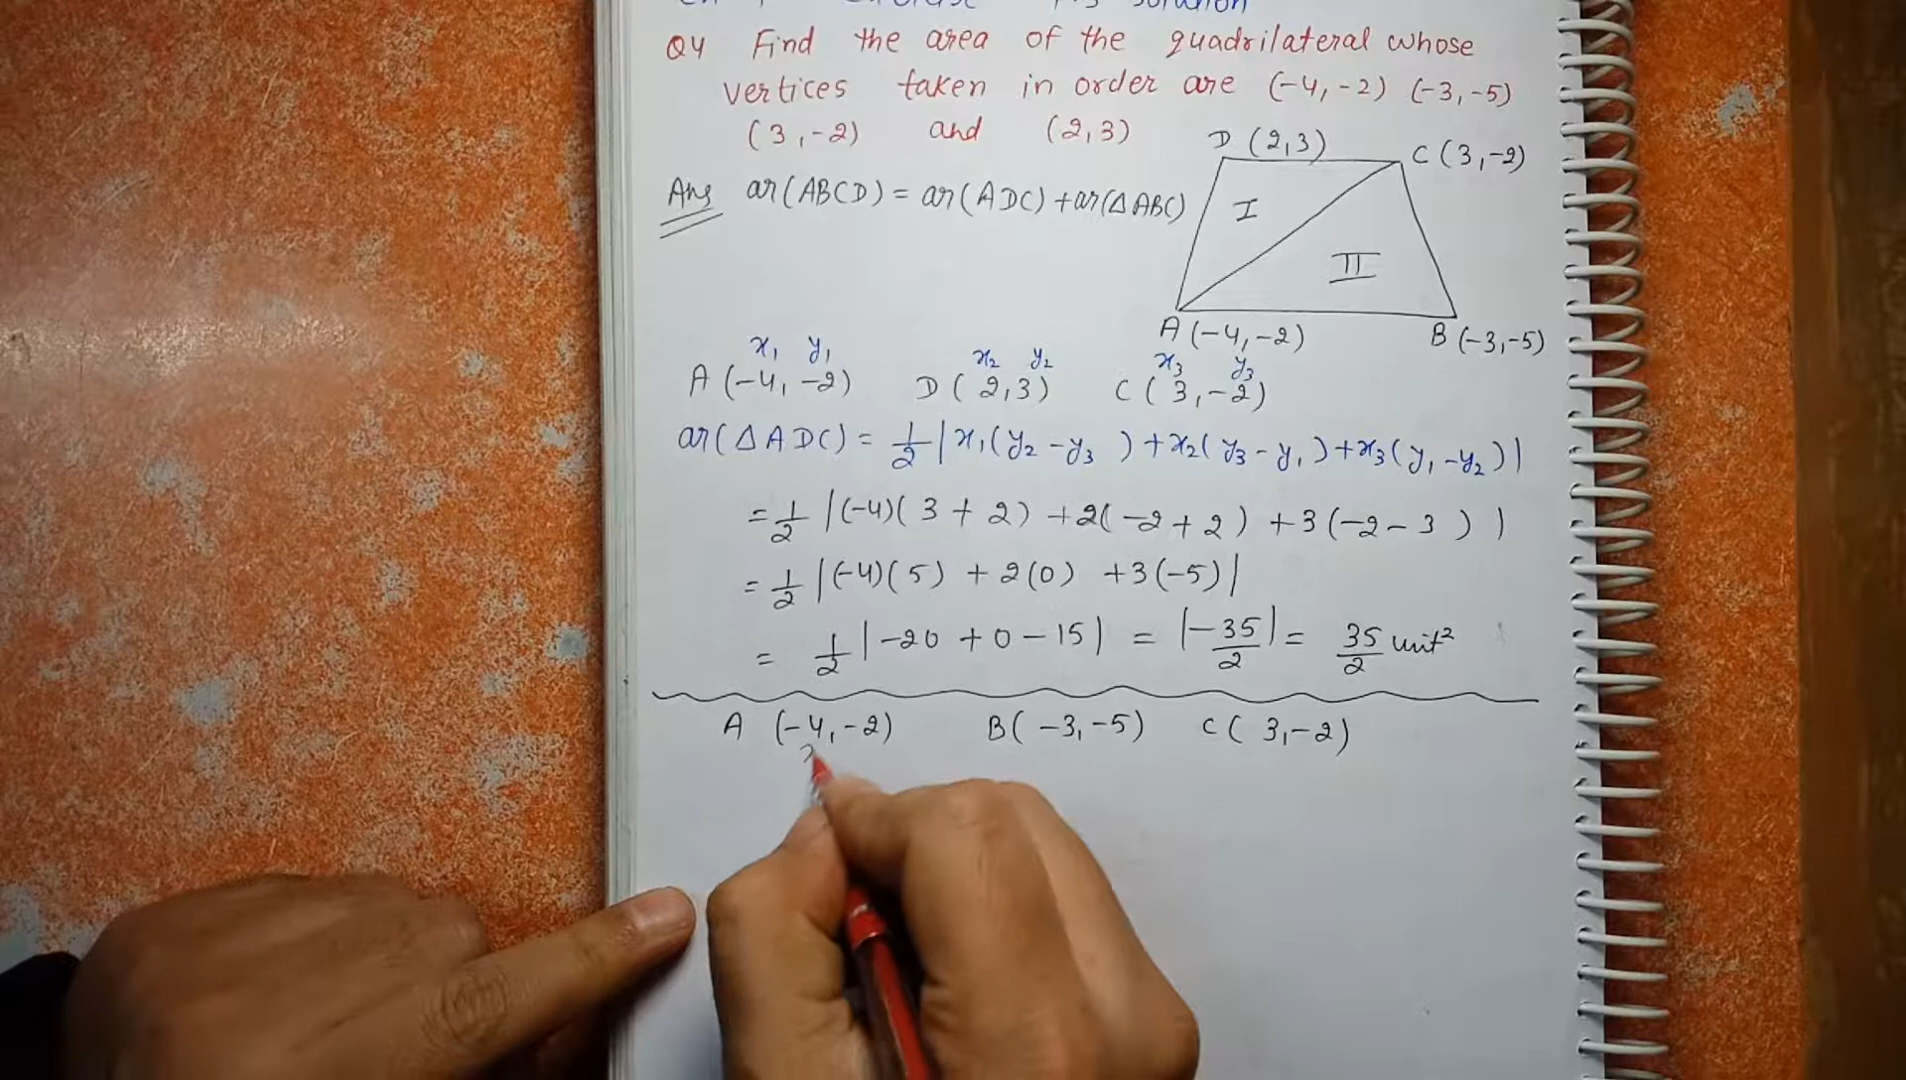 Solution
Q4 Find the area of the quadrilateral whose
vertices taken in order are (-4,-2) (-3,-5)
(3,-2) and (2,3)
D (2,3)
C (3,-2)
Ans ar(ABCD) = ar(ADC) + ar(△ABC)
I
II
A (-4,-2)
B (-3,-5)
x₁ y₁ x₂ y₂ x₃ y₃
A (-4,-2) D (2,3) C (3,-2)
ar(△ADC) = 1/2 |x₁(y₂-y₃) + x₂(y₃-y₁) + x₃(y₁-y₂)|
= 1/2 |(-4)(3+2) + 2(-2+2) + 3(-2-3)|
= 1/2 |(-4)(5) + 2(0) + 3(-5)|
= 1/2 |-20 + 0 - 15| = |-35/2| = 35/2 unit²
A (-4,-2) B (-3,-5) C (3,-2)
x